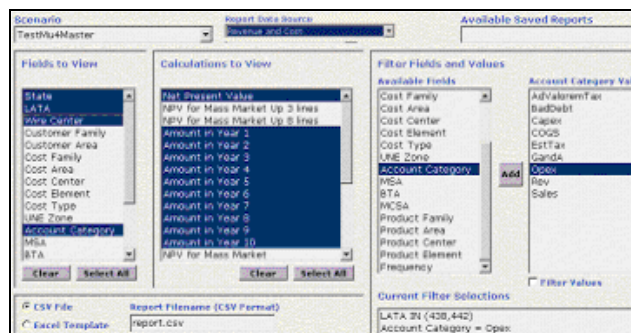 Scenario
Report Data Source
Available Saved Reports
TestMu4Master
Revenue and Cost
Fields to View
Calculations to View
Filter Fields and Values
Available Fields
Account Category Val
State
LATA
Wire Center
Customer Family
Customer Area
Cost Family
Cost Area
Cost Center
Cost Element
Cost Type
UNE Zone
Account Category
MSA
BTA
Net Present Value
NPV for Mass Market Up 3 lines
NPV for Mass Market Up 8 lines
Amount in Year 1
Amount in Year 2
Amount in Year 3
Amount in Year 4
Amount in Year 5
Amount in Year 6
Amount in Year 7
Amount in Year 8
Amount in Year 9
Amount in Year 10
NPV for Mass Market
Cost Family
Cost Area
Cost Center
Cost Element
Cost Type
UNE Zone
Account Category
MSA
BTA
MCSA
Product Family
Product Area
Product Center
Product Element
Frequency
Add
AdValoremTax
BadDebt
Capex
COGS
EstTax
GandA
Opex
Rev
Sales
Clear
Select All
Clear
Select All
Filter Values
CSV File
Report Filename (CSV Format)
Excel Template
report.csv
Current Filter Selections
LATA IN (438,442)
Account Category = Opex